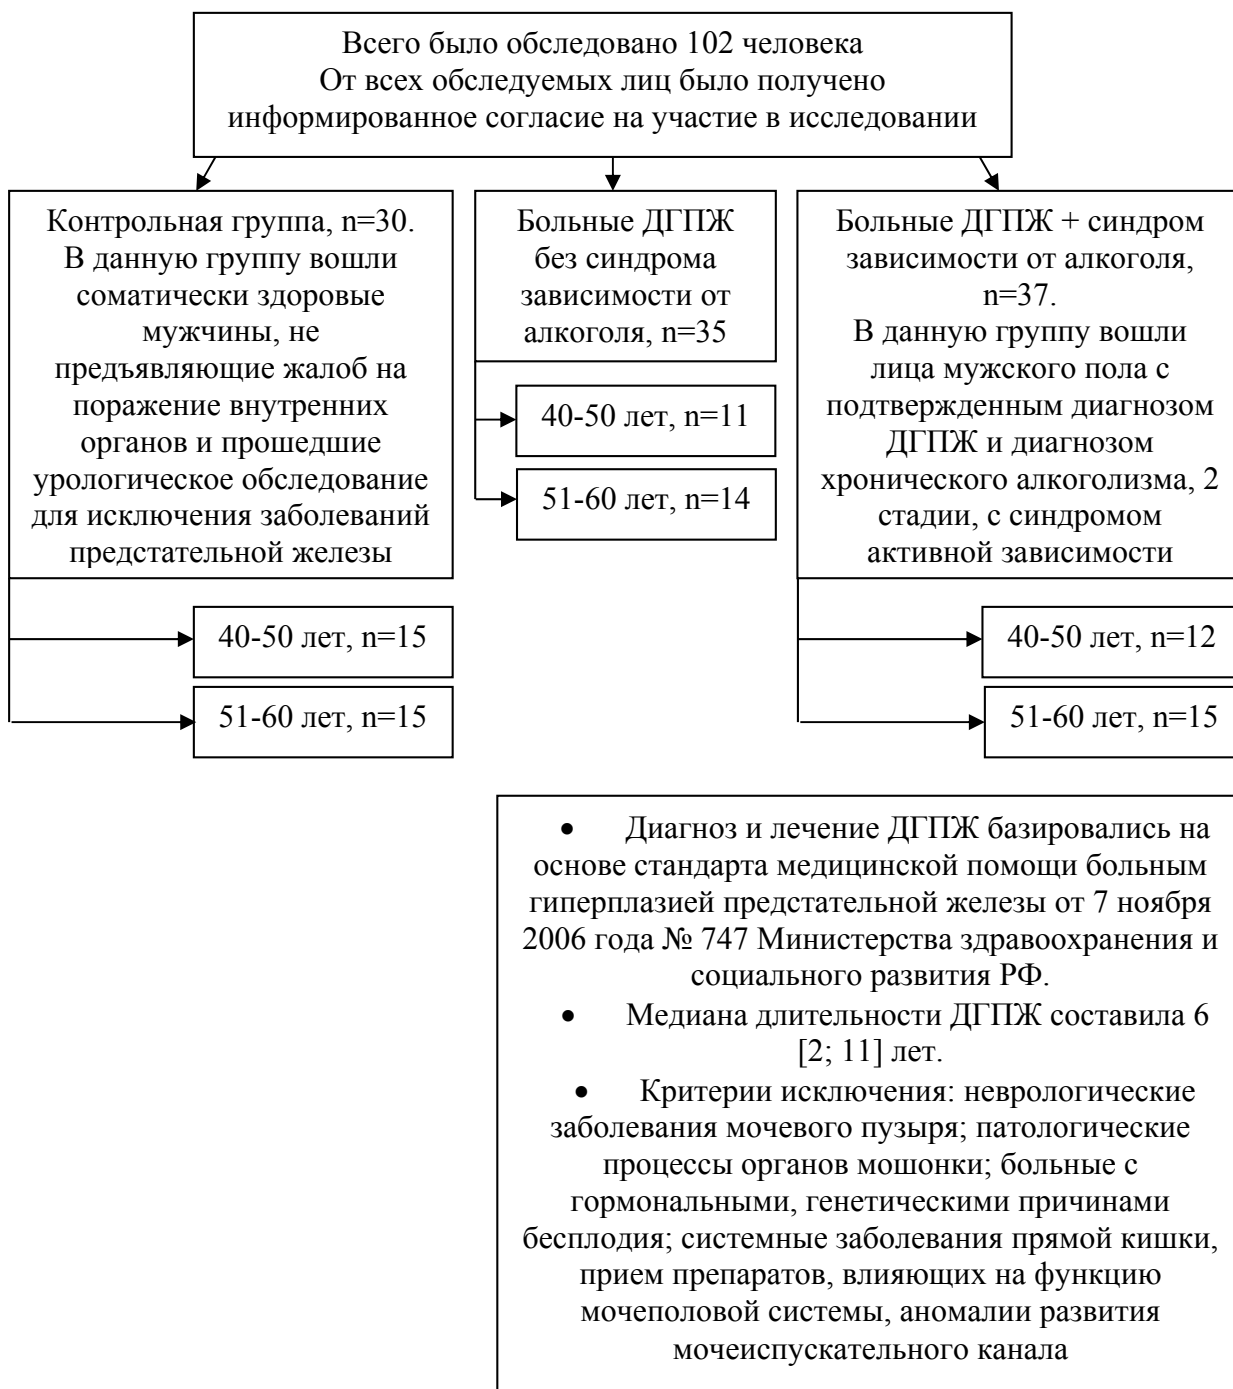 Всего было обследовано 102 человека
От всех обследуемых лиц было получено
информированное согласие на участие в исследовании
Контрольная группа, n=30.
В данную группу вошли
соматически здоровые
мужчины, не
предъявляющие жалоб на
поражение внутренних
органов и прошедшие
урологическое обследование
для исключения заболеваний
предстательной железы
40-50 лет, n=15
51-60 лет, n=15
Больные ДГПЖ
без синдрома
зависимости от
алкоголя, n=35
40-50 лет, n=11
51-60 лет, n=14
Больные ДГПЖ + синдром
зависимости от алкоголя,
n=37.
В данную группу вошли
лица мужского пола с
подтвержденным диагнозом
ДГПЖ и диагнозом
хронического алкоголизма, 2
стадии, с синдромом
активной зависимости
40-50 лет, n=12
51-60 лет, n=15
• Диагноз и лечение ДГПЖ базировались на
основе стандарта медицинской помощи больным
гиперплазией предстательной железы от 7 ноября
2006 года № 747 Министерства здравоохранения и
социального развития РФ.
• Медиана длительности ДГПЖ составила 6
[2; 11] лет.
• Критерии исключения: неврологические
заболевания мочевого пузыря; патологические
процессы органов мошонки; больные с
гормональными, генетическими причинами
бесплодия; системные заболевания прямой кишки,
прием препаратов, влияющих на функцию
мочеполовой системы, аномалии развития
мочеиспускательного канала